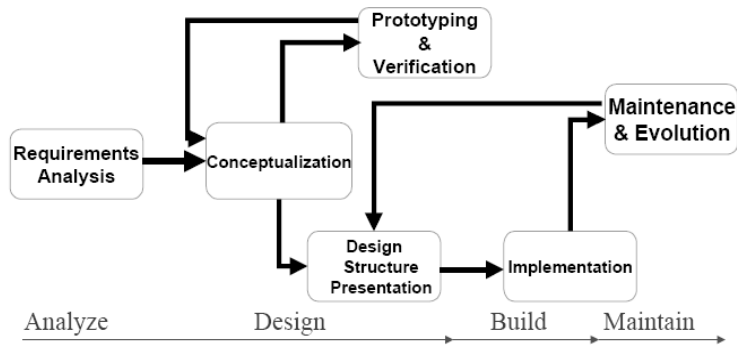 Prototyping
&
Verification
Maintenance
& Evolution
Requirements
Analysis
Conceptualization
Design
Structure
Presentation
Implementation
Analyze
Design
Build
Maintain